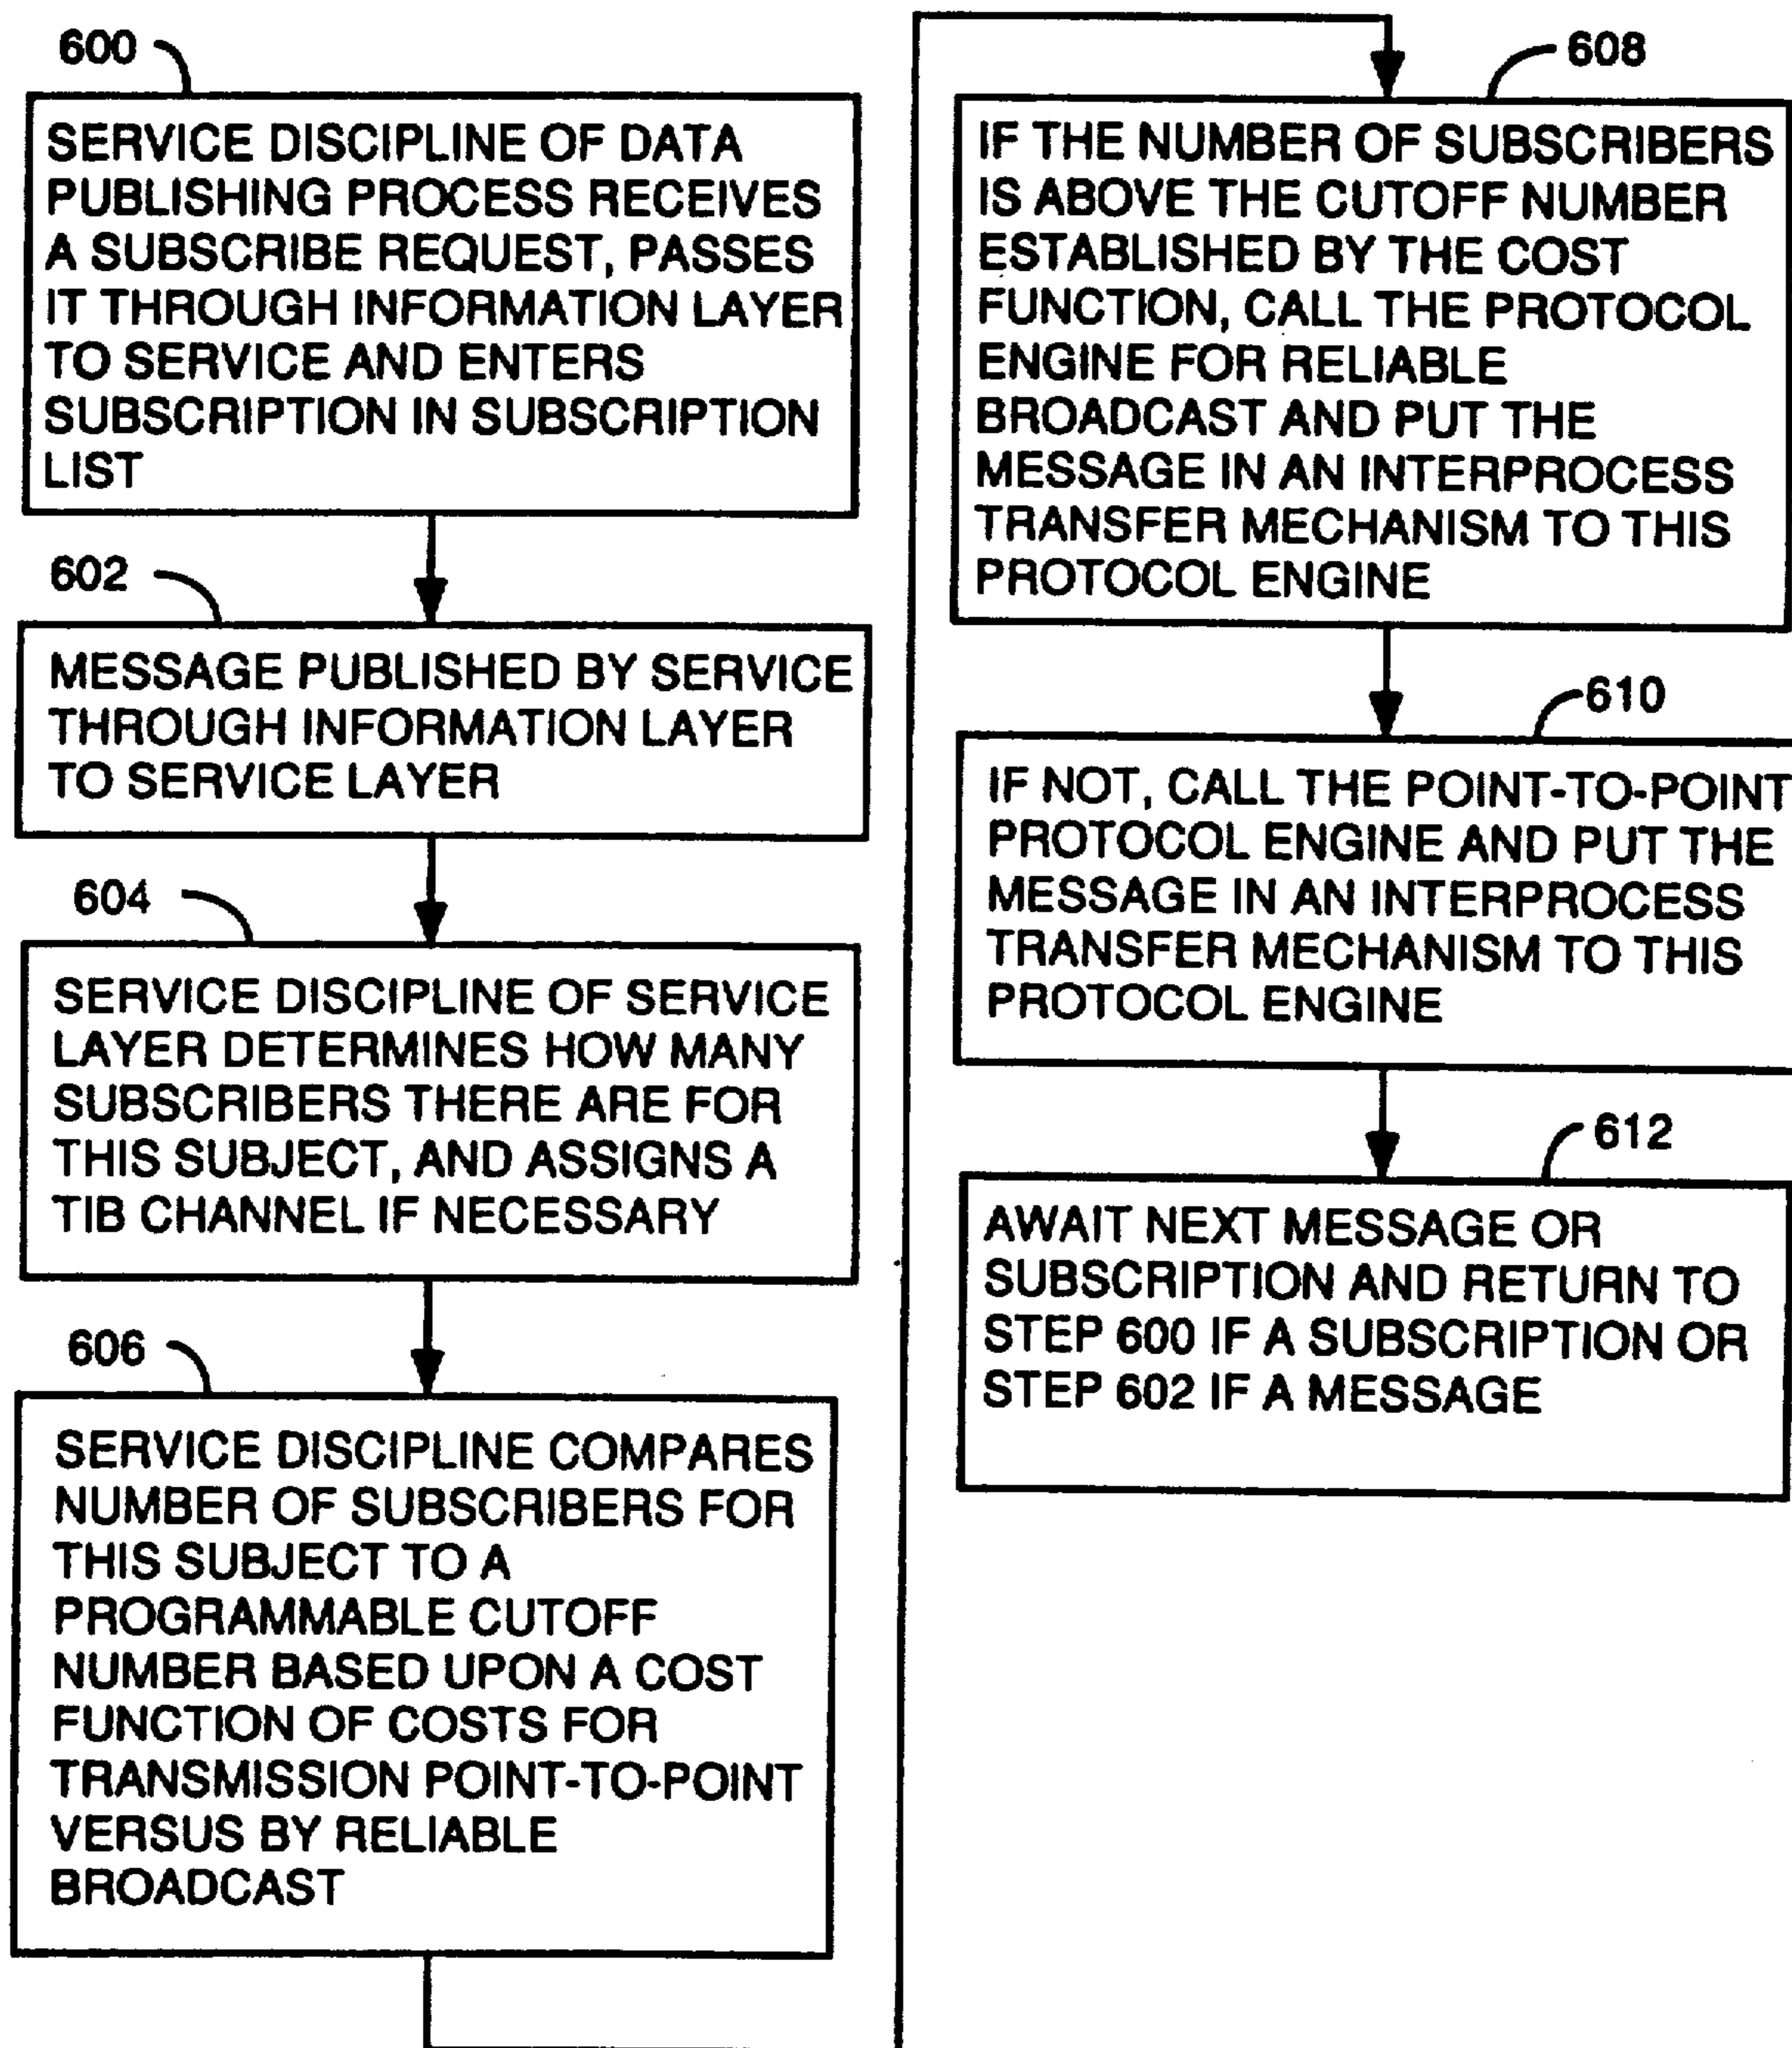 600
SERVICE DISCIPLINE OF DATA
PUBLISHING PROCESS RECEIVES
A SUBSCRIBE REQUEST, PASSES
IT THROUGH INFORMATION LAYER
TO SERVICE AND ENTERS
SUBSCRIPTION IN SUBSCRIPTION
LIST
602
MESSAGE PUBLISHED BY SERVICE
THROUGH INFORMATION LAYER
TO SERVICE LAYER
604
SERVICE DISCIPLINE OF SERVICE
LAYER DETERMINES HOW MANY
SUBSCRIBERS THERE ARE FOR
THIS SUBJECT, AND ASSIGNS A
TIB CHANNEL IF NECESSARY
606
SERVICE DISCIPLINE COMPARES
NUMBER OF SUBSCRIBERS FOR
THIS SUBJECT TO A
PROGRAMMABLE CUTOFF
NUMBER BASED UPON A COST
FUNCTION OF COSTS FOR
TRANSMISSION POINT-TO-POINT
VERSUS BY RELIABLE
BROADCAST
608
IF THE NUMBER OF SUBSCRIBERS
IS ABOVE THE CUTOFF NUMBER
ESTABLISHED BY THE COST
FUNCTION, CALL THE PROTOCOL
ENGINE FOR RELIABLE
BROADCAST AND PUT THE
MESSAGE IN AN INTERPROCESS
TRANSFER MECHANISM TO THIS
PROTOCOL ENGINE
610
IF NOT, CALL THE POINT-TO-POINT
PROTOCOL ENGINE AND PUT THE
MESSAGE IN AN INTERPROCESS
TRANSFER MECHANISM TO THIS
PROTOCOL ENGINE
612
AWAIT NEXT MESSAGE OR
SUBSCRIPTION AND RETURN TO
STEP 600 IF A SUBSCRIPTION OR
STEP 602 IF A MESSAGE